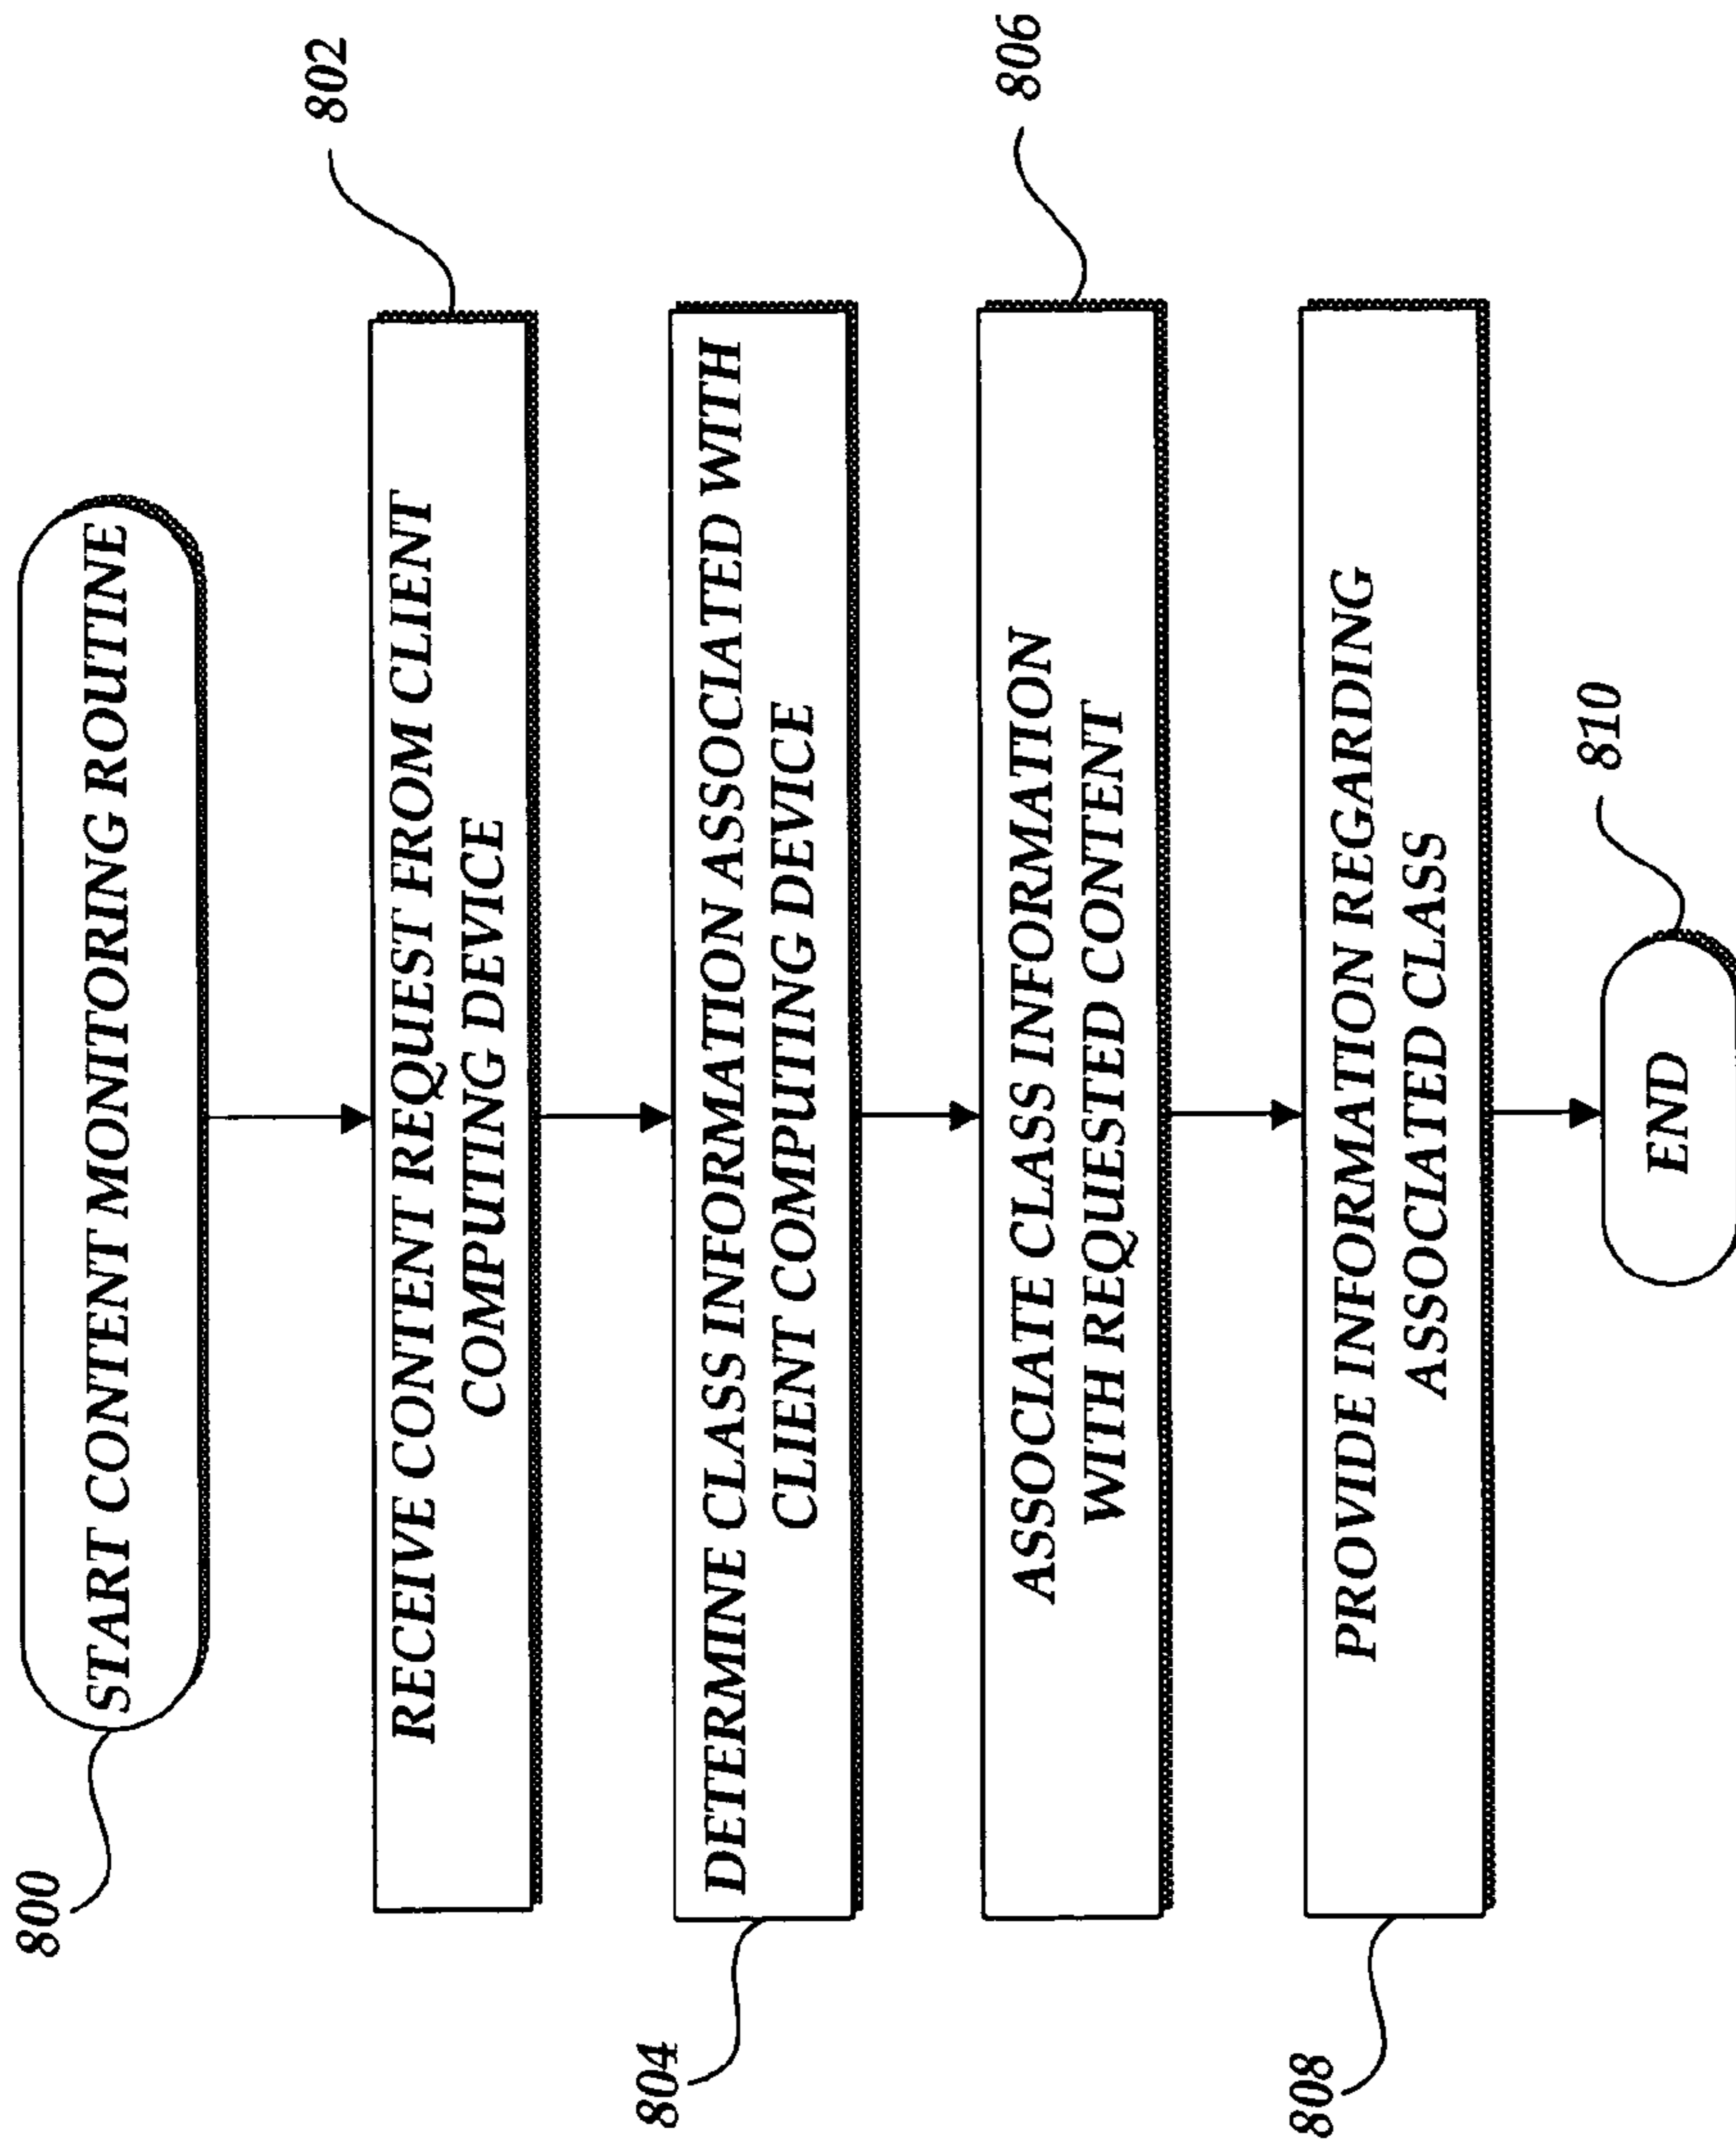 800
START CONTENT MONITORING ROUTINE
802
RECEIVE CONTENT REQUEST FROM CLIENT
COMPUTING DEVICE
804
DETERMINE CLASS INFORMATION ASSOCIATED WITH
CLIENT COMPUTING DEVICE
806
ASSOCIATE CLASS INFORMATION
WITH REQUESTED CONTENT
808
PROVIDE INFORMATION REGARDING
ASSOCIATED CLASS
810
END